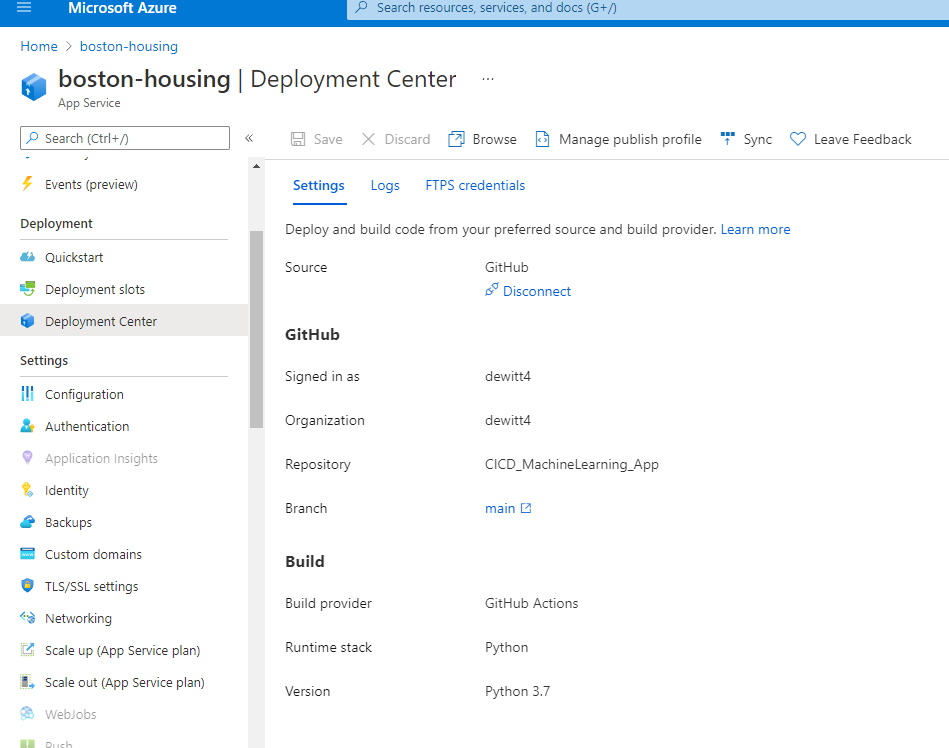 Microsoft Azure
Search resources, services, and docs (G+/)
Home > boston-housing
boston-housing | Deployment Center ...
App Service
Search (Ctrl+/)
«
Save
Discard
Browse
Manage publish profile
Sync
Leave Feedback
Events (preview)
Deployment
Quickstart
Deployment slots
Deployment Center
Settings
Configuration
Authentication
Application Insights
Identity
Backups
Custom domains
TLS/SSL settings
Networking
Scale up (App Service plan)
Scale out (App Service plan)
WebJobs
Push
Settings
Logs
FTPS credentials
Deploy and build code from your preferred source and build provider. Learn more
Source GitHub
Disconnect
GitHub
Signed in as dewitt4
Organization dewitt4
Repository CICD_MachineLearning_App
Branch main
Build
Build provider GitHub Actions
Runtime stack Python
Version Python 3.7